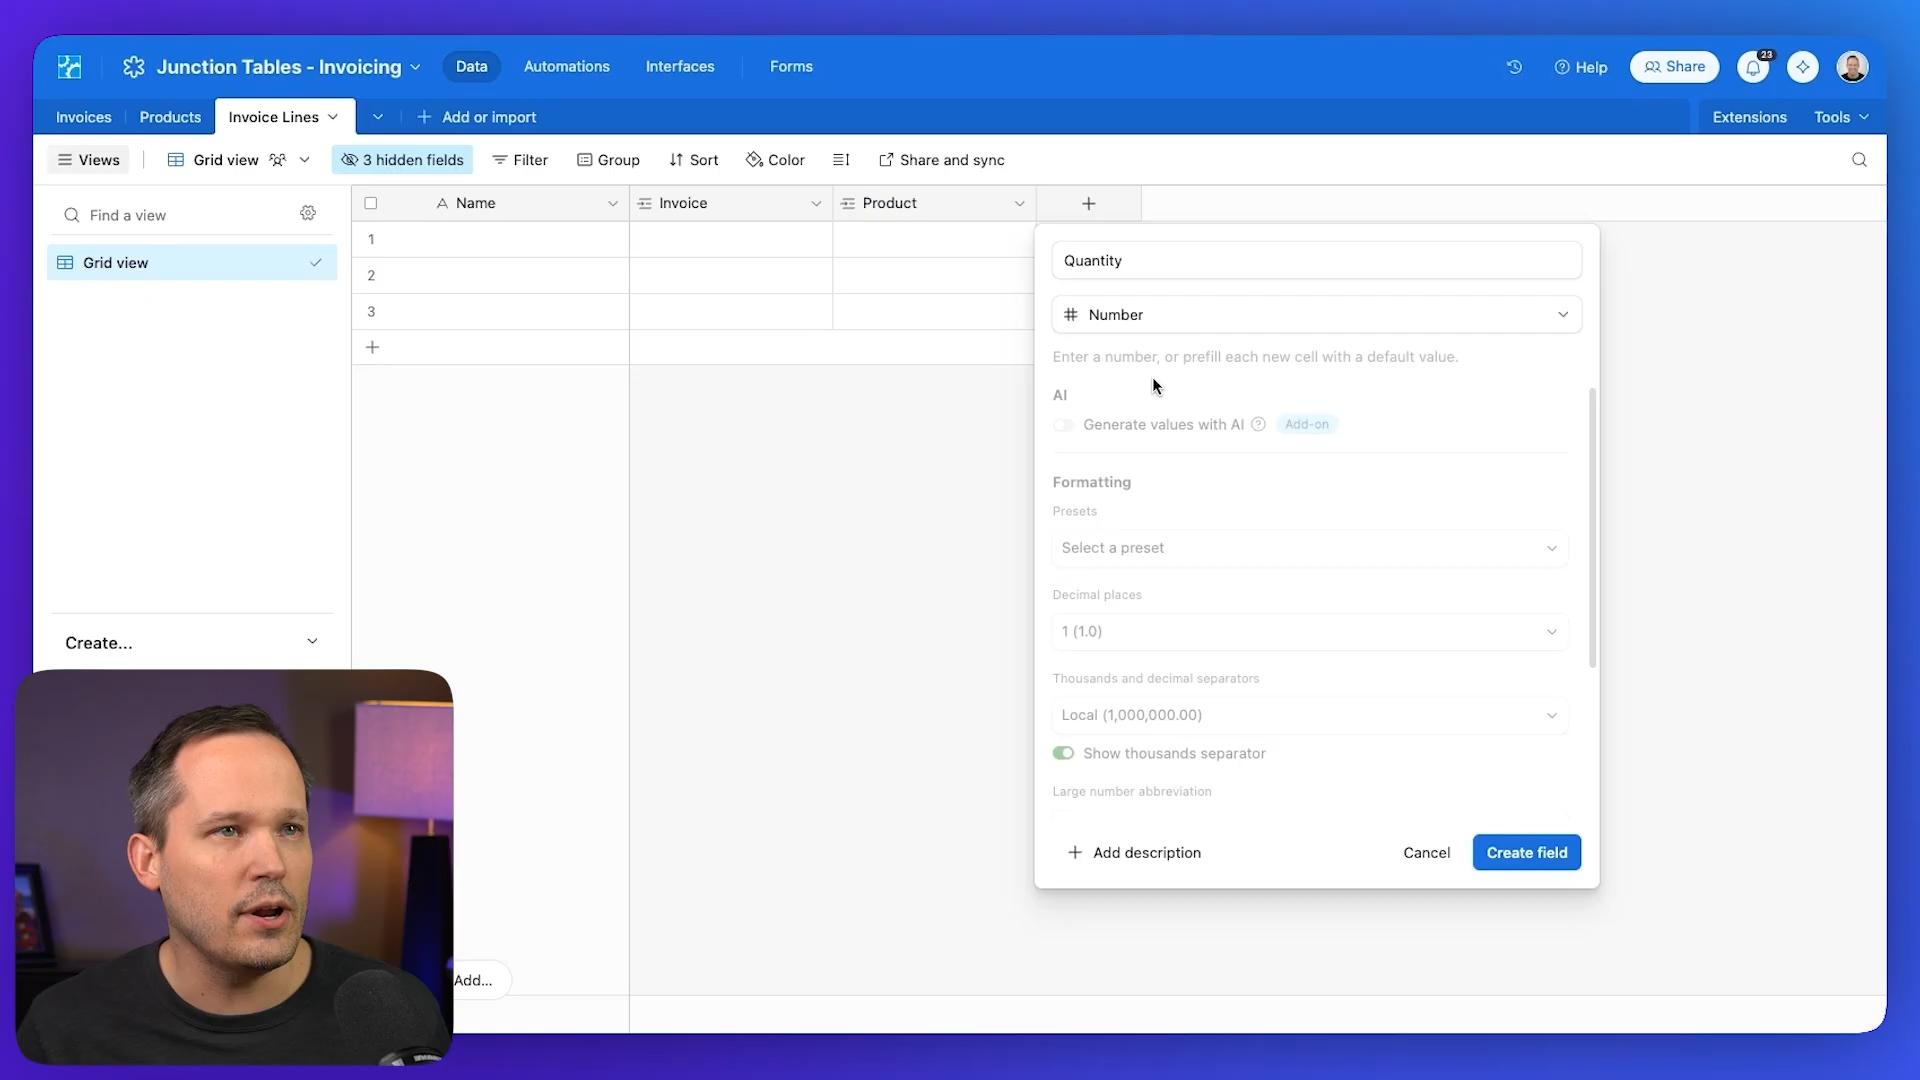 Junction Tables - Invoicing
Data
Automations
Interfaces
Forms
Help
Share
23
Invoices
Products
Invoice Lines
Add or import
Extensions
Tools
Views
Grid view
3 hidden fields
Filter
Group
Sort
Color
Share and sync
Find a view
Grid view
Create...
Name
Invoice
Product
1
2
3
Add...
Quantity
Number
Enter a number, or prefill each new cell with a default value.
AI
Generate values with AI
Add-on
Formatting
Presets
Select a preset
Decimal places
1 (1.0)
Thousands and decimal separators
Local (1,000,000.00)
Show thousands separator
Large number abbreviation
Add description
Cancel
Create field